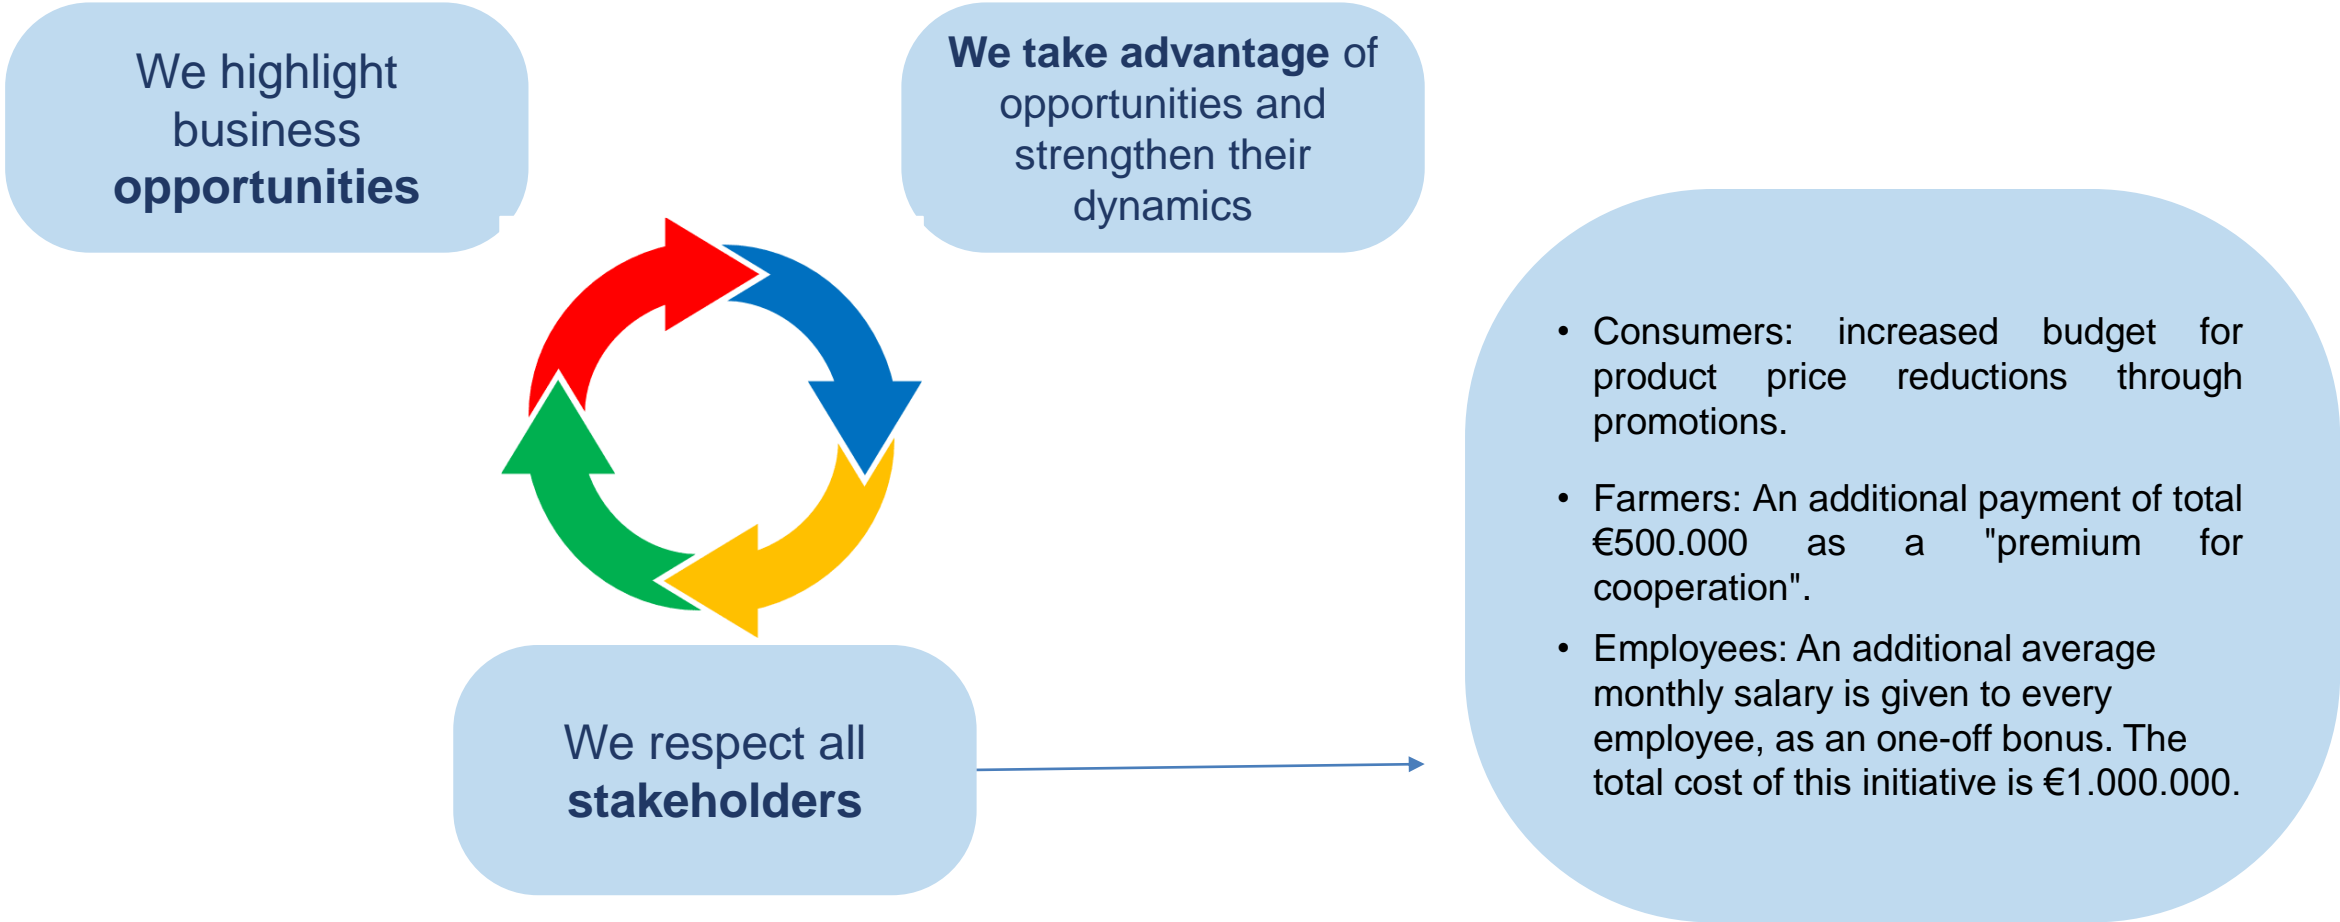 We highlight
business
opportunities
We take advantage of
opportunities and
strengthen their
dynamics
• Consumers: increased budget for
product price reductions through
promotions.
• Farmers: An additional payment of total
€500.000 as a "premium for
cooperation".
• Employees: An additional average
monthly salary is given to every
employee, as an one-off bonus. The
total cost of this initiative is €1.000.000.
We respect all
stakeholders